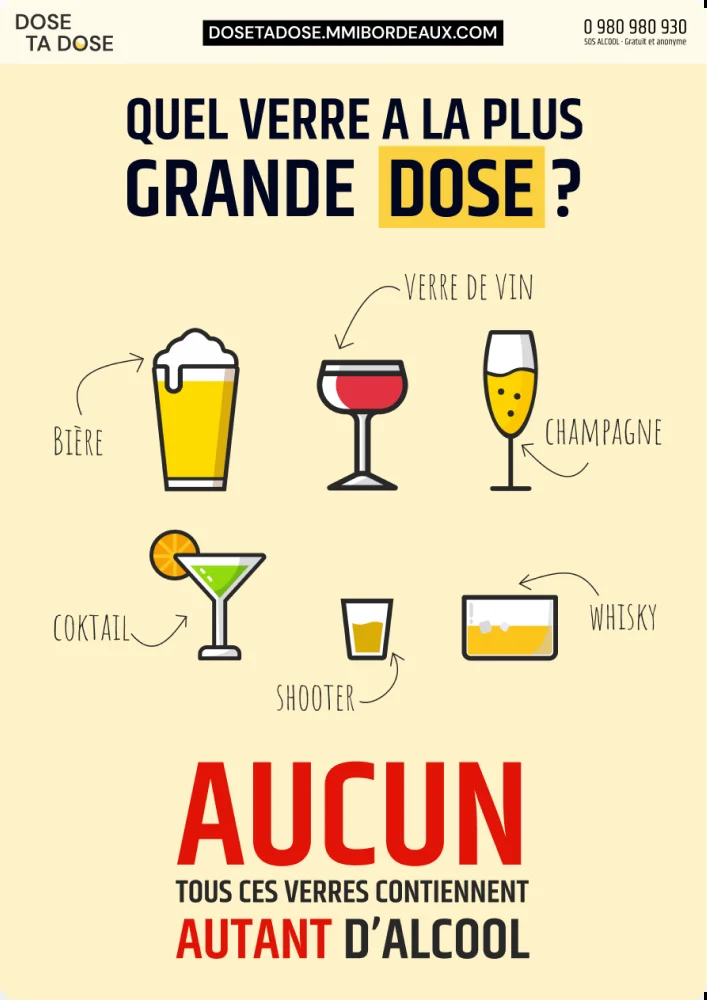 DOSE
TA DOSE
DOSETADOSE.MMIBORDEAUX.COM
0 980 980 930
SOS ALCOOL - Gratuit et anonyme
QUEL VERRE A LA PLUS
GRANDE DOSE ?
VERRE DE VIN
BIÈRE
CHAMPAGNE
COKTAIL
WHISKY
SHOOTER
AUCUN
TOUS CES VERRES CONTIENNENT
AUTANT D'ALCOOL